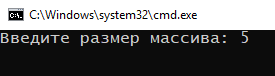 C:\Windows\system32\cmd.exe
Введите размер массива: 5